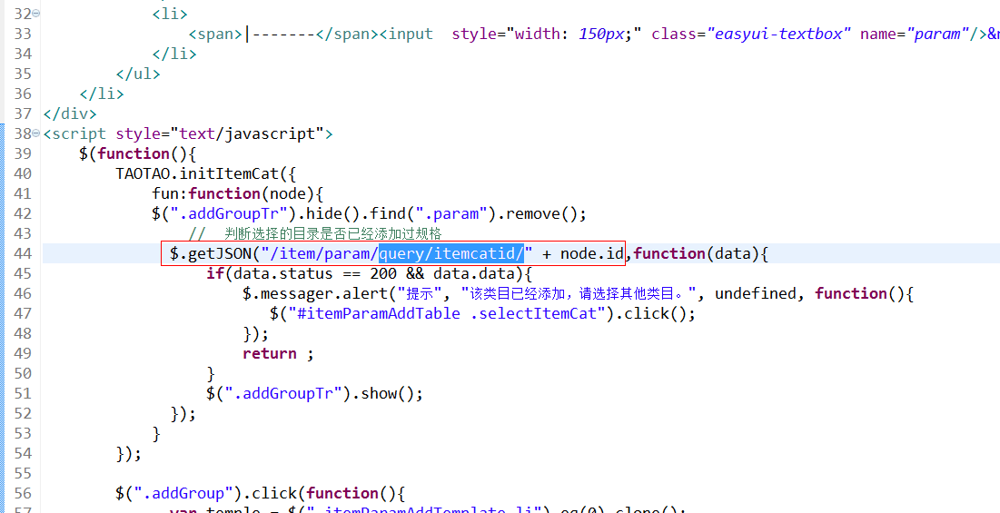 32 <li>
33 <span>|-------</span><input  style="width: 150px;" class="easyui-textbox" name="param"/>&n
34 </li>
35 </ul>
36 </li>
37 </div>
38 <script style="text/javascript">
39 $(function(){
40 TAOTAO.initItemCat({
41 fun:function(node){
42 $(".addGroupTr").hide().find(".param").remove();
43 //  判断选择的目录是否已经添加过规格
44 $.getJSON("/item/param/query/itemcatid/" + node.id,function(data){
45 if(data.status == 200 && data.data){
46 $.messager.alert("提示", "该类目已经添加，请选择其他类目。", undefined, function(){
47 $("#itemParamAddTable .selectItemCat").click();
48 });
49 return ;
50 }
51 $(".addGroupTr").show();
52 });
53 }
54 });
55
56 $(".addGroup").click(function(){
57 var temple = $(".itemParamAddTemplate li").eq(0).clone();